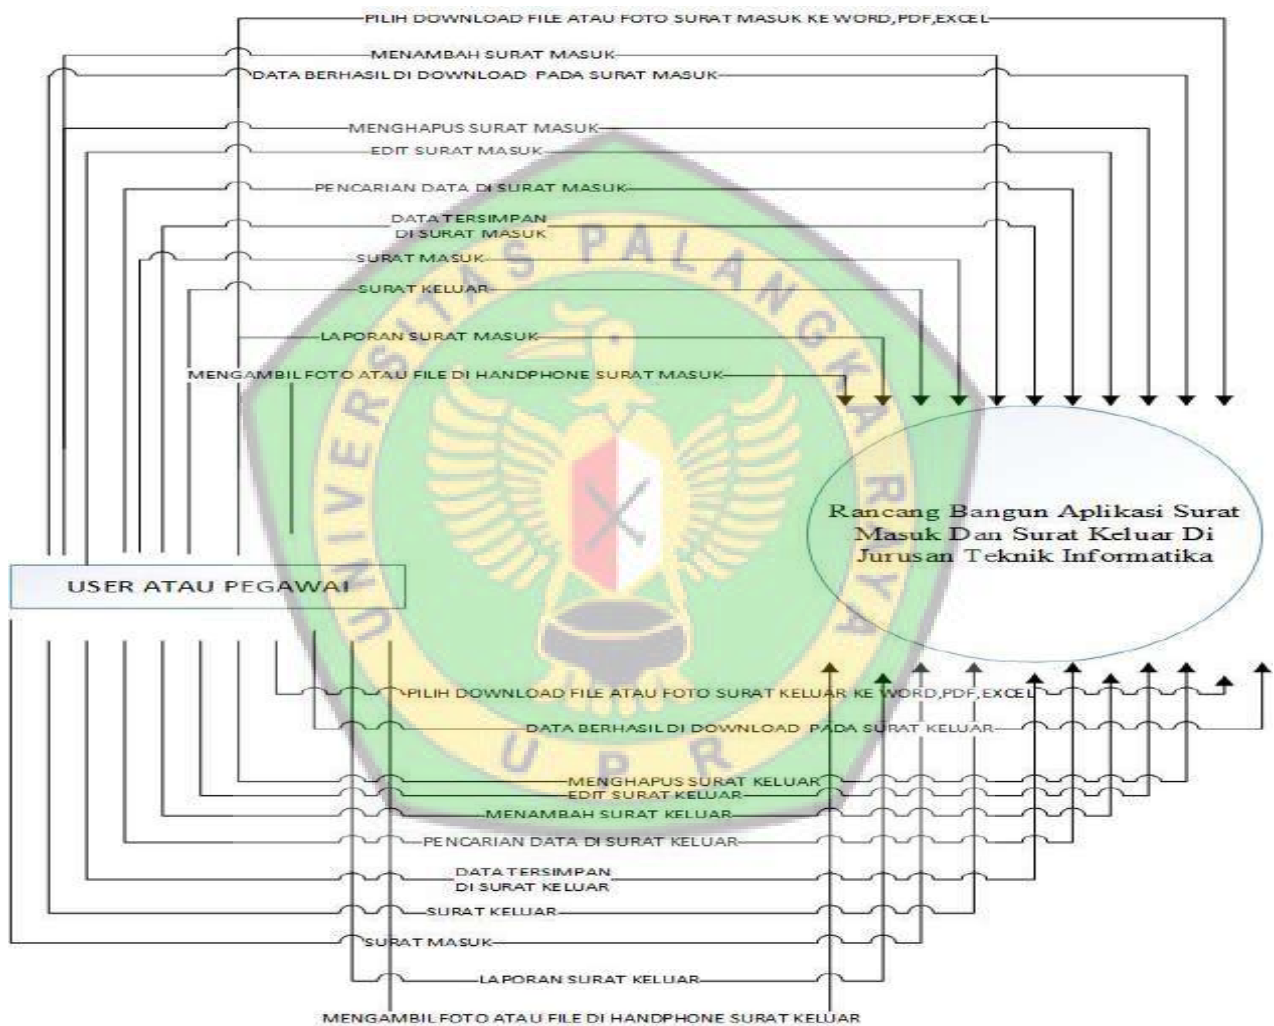 PILIH DOWNLOAD FILE ATAU FOTO SURAT MASUK KE WORD,PDF,EXCEL
MENAMBAH SURAT MASUK
DATA BERHASIL DI DOWNLOAD PADA SURAT MASUK
MENGHAPUS SURAT MASUK
EDIT SURAT MASUK
PENCARIAN DATA DI SURAT MASUK
DATA TERSIMPAN
DI SURAT MASUK
SURAT MASUK
SURAT KELUAR
LAPORAN SURAT MASUK
MENGAMBIL FOTO ATAU FILE DI HANDPHONE SURAT MASUK
UNIVERSITAS PALANGKA RAYA
Rancang Bangun Aplikasi Surat
Masuk Dan Surat Keluar Di
Jurusan Teknik Informatika
USER ATAU PEGAWAI
PILIH DOWNLOAD FILE ATAU FOTO SURAT KELUAR KE WORD,PDF,EXCEL
DATA BERHASIL DI DOWNLOAD PADA SURAT KELUAR
UPR
MENGHAPUS SURAT KELUAR
EDIT SURAT KELUAR
MENAMBAH SURAT KELUAR
PENCARIAN DATA DI SURAT KELUAR
DATA TERSIMPAN
DI SURAT KELUAR
SURAT KELUAR
SURAT MASUK
LAPORAN SURAT KELUAR
MENGAMBIL FOTO ATAU FILE DI HANDPHONE SURAT KELUAR